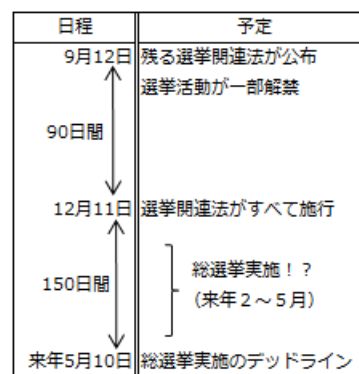 日程 予定
9月12日 残る選挙関連法が公布
選挙活動が一部解禁
90日間
12月11日 選挙関連法がすべて施行
総選挙実施！？
150日間
（来年２～５月）
来年5月10日 総選挙実施のデッドライン